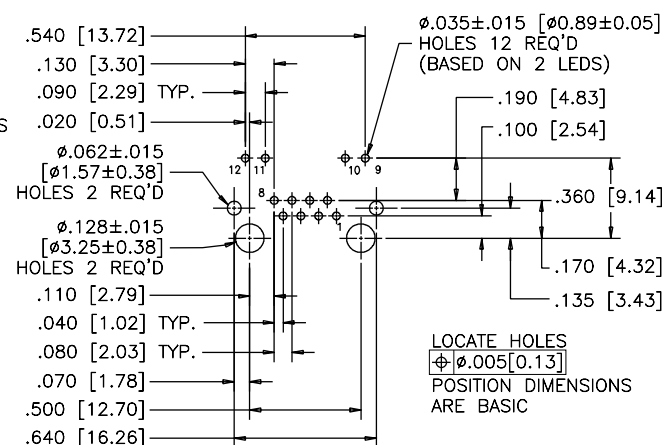 .540 [13.72]
.130 [3.30]
.090 [2.29] TYP.
S .020 [0.51]
ø.062±.015
[ø1.57±0.38]
HOLES 2 REQ'D
ø.128±.015
[ø3.25±0.38]
HOLES 2 REQ'D
.110 [2.79]
.040 [1.02] TYP.
.080 [2.03] TYP.
.070 [1.78]
.500 [12.70]
.640 [16.26]
12 11
10 9
8
1
ø.035±.015 [ø0.89±0.05]
HOLES 12 REQ'D
(BASED ON 2 LEDS)
.190 [4.83]
.100 [2.54]
.360 [9.14]
.170 [4.32]
.135 [3.43]
LOCATE HOLES
⌖ ø.005[0.13]
POSITION DIMENSIONS
ARE BASIC